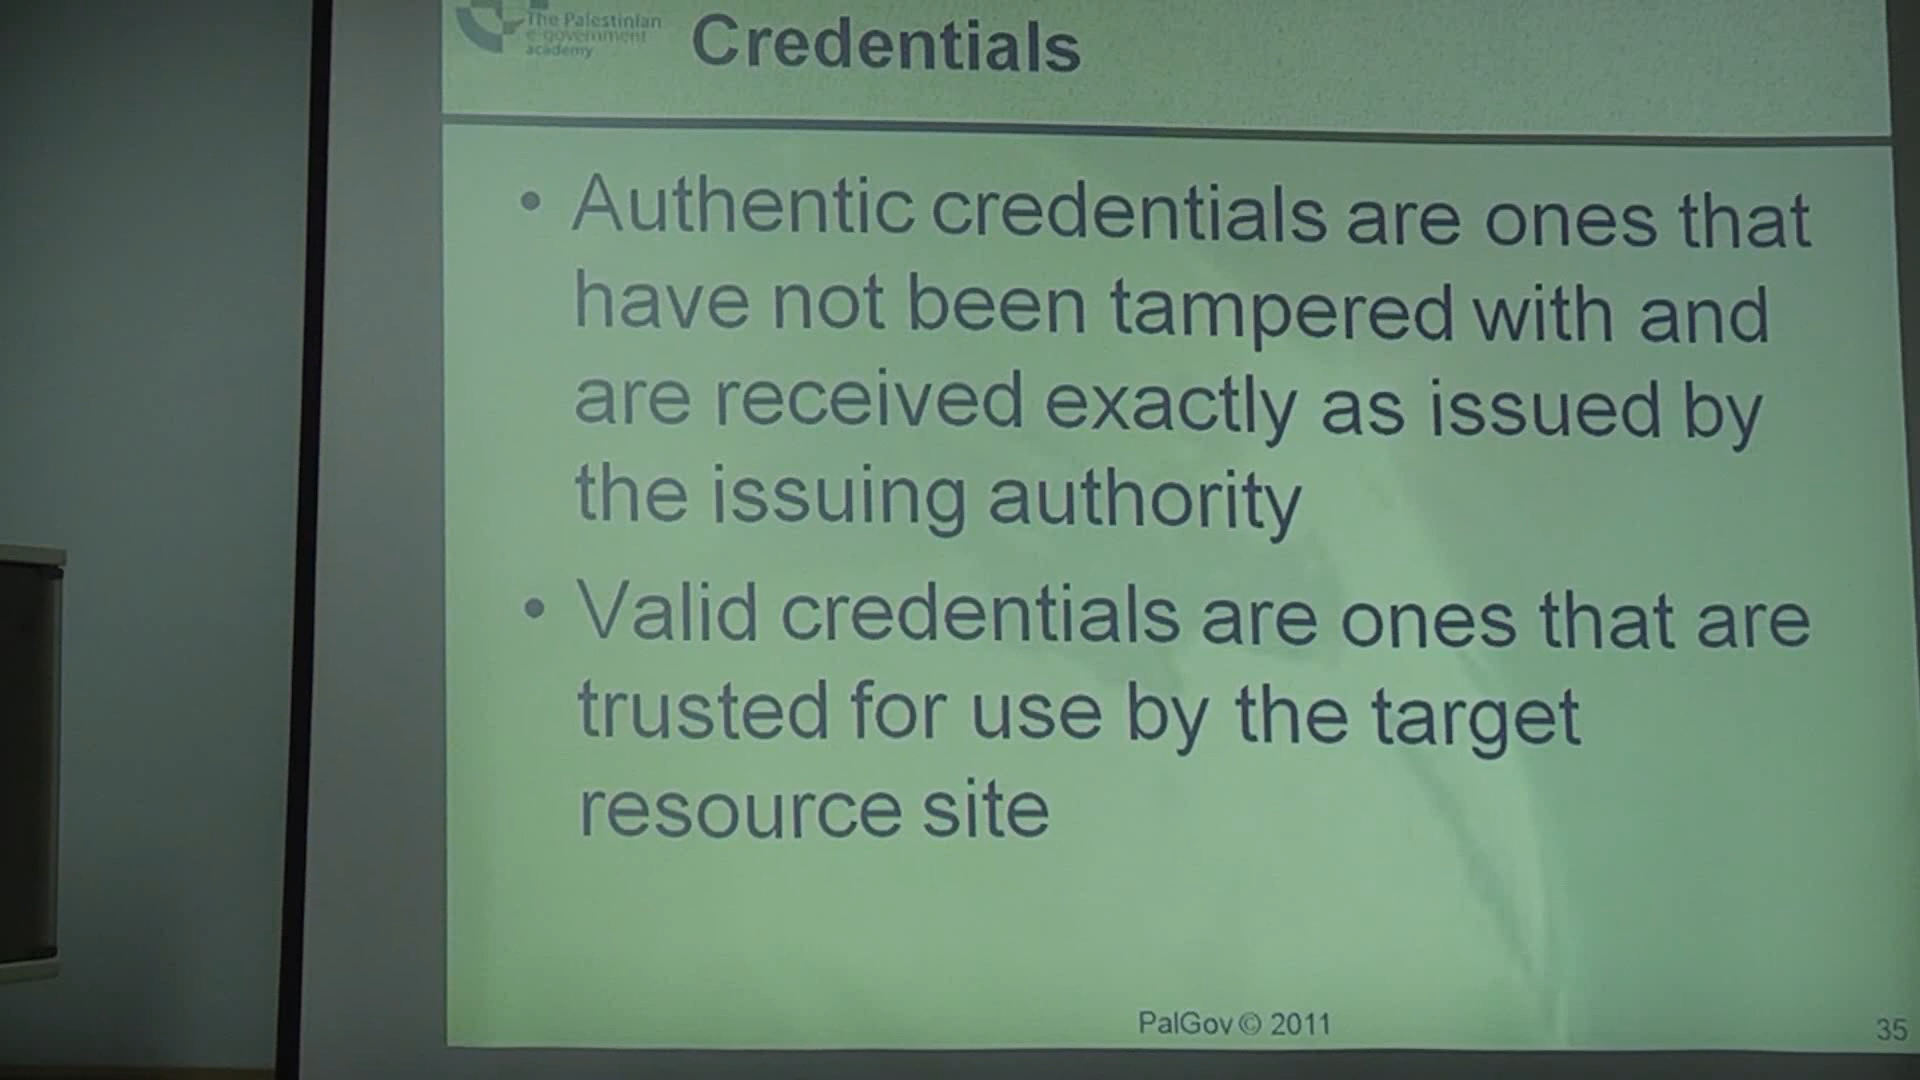 The Palestinian
e-government
academy
Credentials
• Authentic credentials are ones that
have not been tampered with and
are received exactly as issued by
the issuing authority
• Valid credentials are ones that are
trusted for use by the target
resource site
PalGov © 2011
35